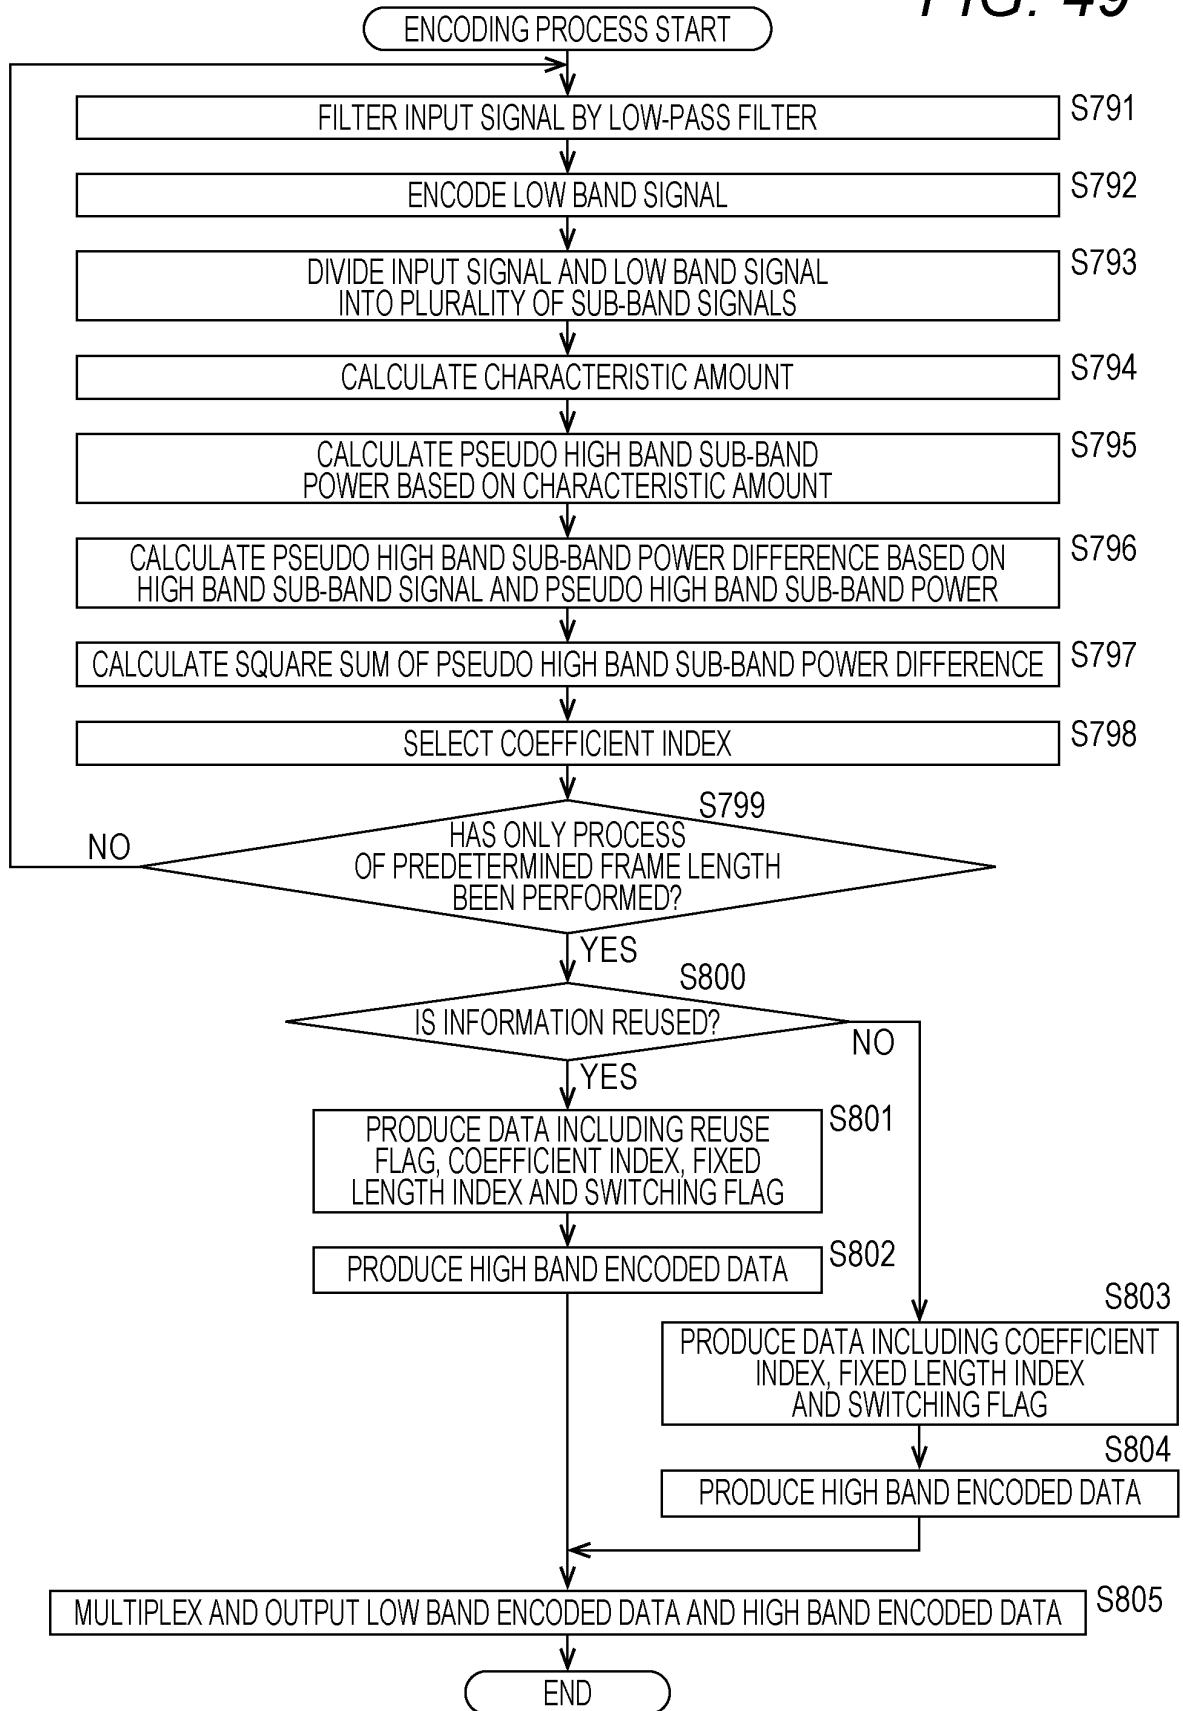 FIG. 49
ENCODING PROCESS START
FILTER INPUT SIGNAL BY LOW-PASS FILTER
S791
ENCODE LOW BAND SIGNAL
S792
DIVIDE INPUT SIGNAL AND LOW BAND SIGNAL
INTO PLURALITY OF SUB-BAND SIGNALS
S793
CALCULATE CHARACTERISTIC AMOUNT
S794
CALCULATE PSEUDO HIGH BAND SUB-BAND
POWER BASED ON CHARACTERISTIC AMOUNT
S795
CALCULATE PSEUDO HIGH BAND SUB-BAND POWER DIFFERENCE BASED ON
HIGH BAND SUB-BAND SIGNAL AND PSEUDO HIGH BAND SUB-BAND POWER
S796
CALCULATE SQUARE SUM OF PSEUDO HIGH BAND SUB-BAND POWER DIFFERENCE
S797
SELECT COEFFICIENT INDEX
S798
S799
HAS ONLY PROCESS
OF PREDETERMINED FRAME LENGTH
BEEN PERFORMED?
NO
YES
S800
IS INFORMATION REUSED?
NO
YES
PRODUCE DATA INCLUDING REUSE
FLAG, COEFFICIENT INDEX, FIXED
LENGTH INDEX AND SWITCHING FLAG
S801
PRODUCE HIGH BAND ENCODED DATA
S802
S803
PRODUCE DATA INCLUDING COEFFICIENT
INDEX, FIXED LENGTH INDEX
AND SWITCHING FLAG
S804
PRODUCE HIGH BAND ENCODED DATA
MULTIPLEX AND OUTPUT LOW BAND ENCODED DATA AND HIGH BAND ENCODED DATA
S805
END